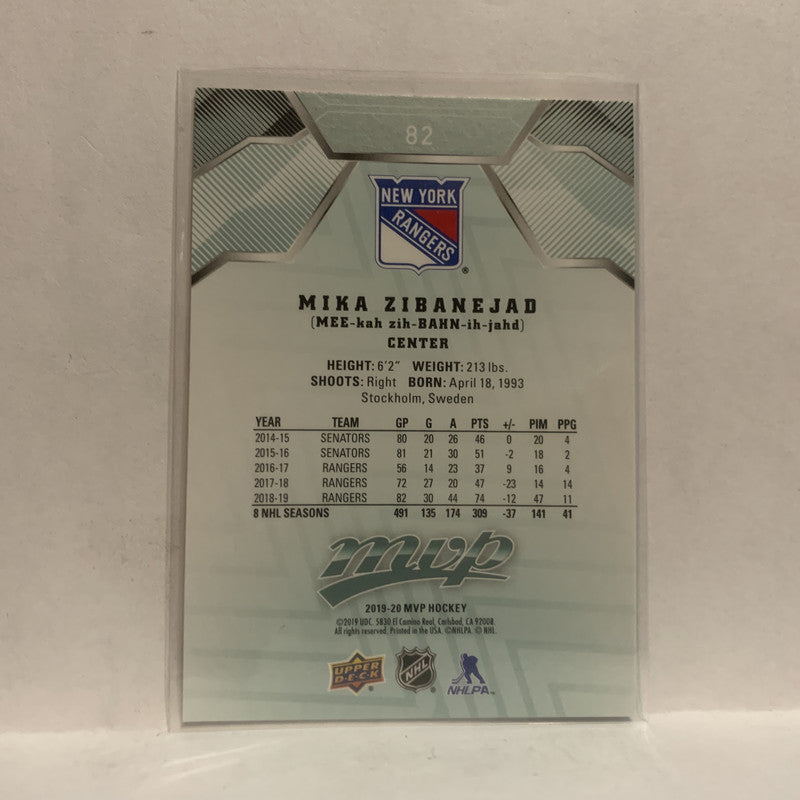 82
NEW YORK
RANGERS
®
MIKA ZIBANEJAD
(MEE-kah zih-BAHN-ih-jahd)
CENTER
HEIGHT: 6'2" WEIGHT: 213 lbs.
SHOOTS: Right BORN: April 18, 1993
Stockholm, Sweden
YEAR TEAM GP G A PTS +/- PIM PPG
2014-15 SENATORS 80 20 26 46 0 20 4
2015-16 SENATORS 81 21 30 51 -2 18 2
2016-17 RANGERS 56 14 23 37 9 16 4
2017-18 RANGERS 72 27 20 47 -23 14 14
2018-19 RANGERS 82 30 44 74 -12 47 11
8 NHL SEASONS 491 135 174 309 -37 141 41
mvp
2019-20 MVP HOCKEY
©2019 UDC. 5830 El Camino Real, Carlsbad, CA 92008.
All rights reserved. Printed in the USA. ©NHLPA. © NHL.
UPPER DECK NHL NHLPA